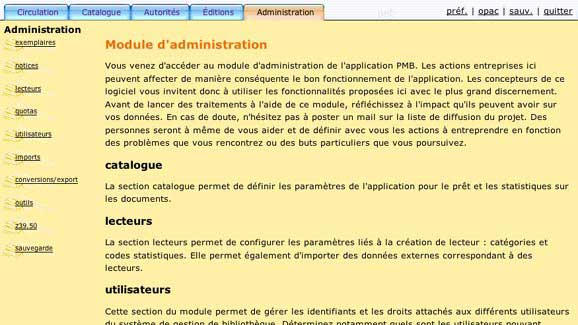 Circulation Catalogue Autorités Éditions Administration préf. | opac | sauv. | quitter
Administration
exemplaires
notices
lecteurs
quotas
utilisateurs
imports
conversions/export
outils
z39.50
sauvegarde
Module d'administration
Vous venez d'accéder au module d'administration de l'application PMB. Les actions entreprises ici
peuvent affecter de manière conséquente le bon fonctionnement de l'application. Les concepteurs de ce
logiciel vous invitent donc à utiliser les fonctionnalités proposées ici avec le plus grand discernement.
Avant de lancer des traitements à l'aide de ce module, réfléchissez à l'impact qu'ils peuvent avoir sur
vos données. En cas de doute, n'hésitez pas à poster un mail sur la liste de diffusion du projet. Des
personnes seront à même de vous aider et de définir avec vous les actions à entreprendre en fonction
des problèmes que vous rencontrez ou des buts particuliers que vous poursuivez.
catalogue
La section catalogue permet de définir les paramètres de l'application pour le prêt et les statistiques sur
les documents.
lecteurs
La section lecteurs permet de configurer les paramètres liés à la création de lecteur : catégories et
codes statistiques. Elle permet également d'importer des données externes correspondant à des
lecteurs.
utilisateurs
Cette section du module permet de gérer les identifiants et les droits attachés aux différents utilisateurs
du système de gestion de bibliothèque. Déterminez notamment quels sont les utilisateurs pouvant